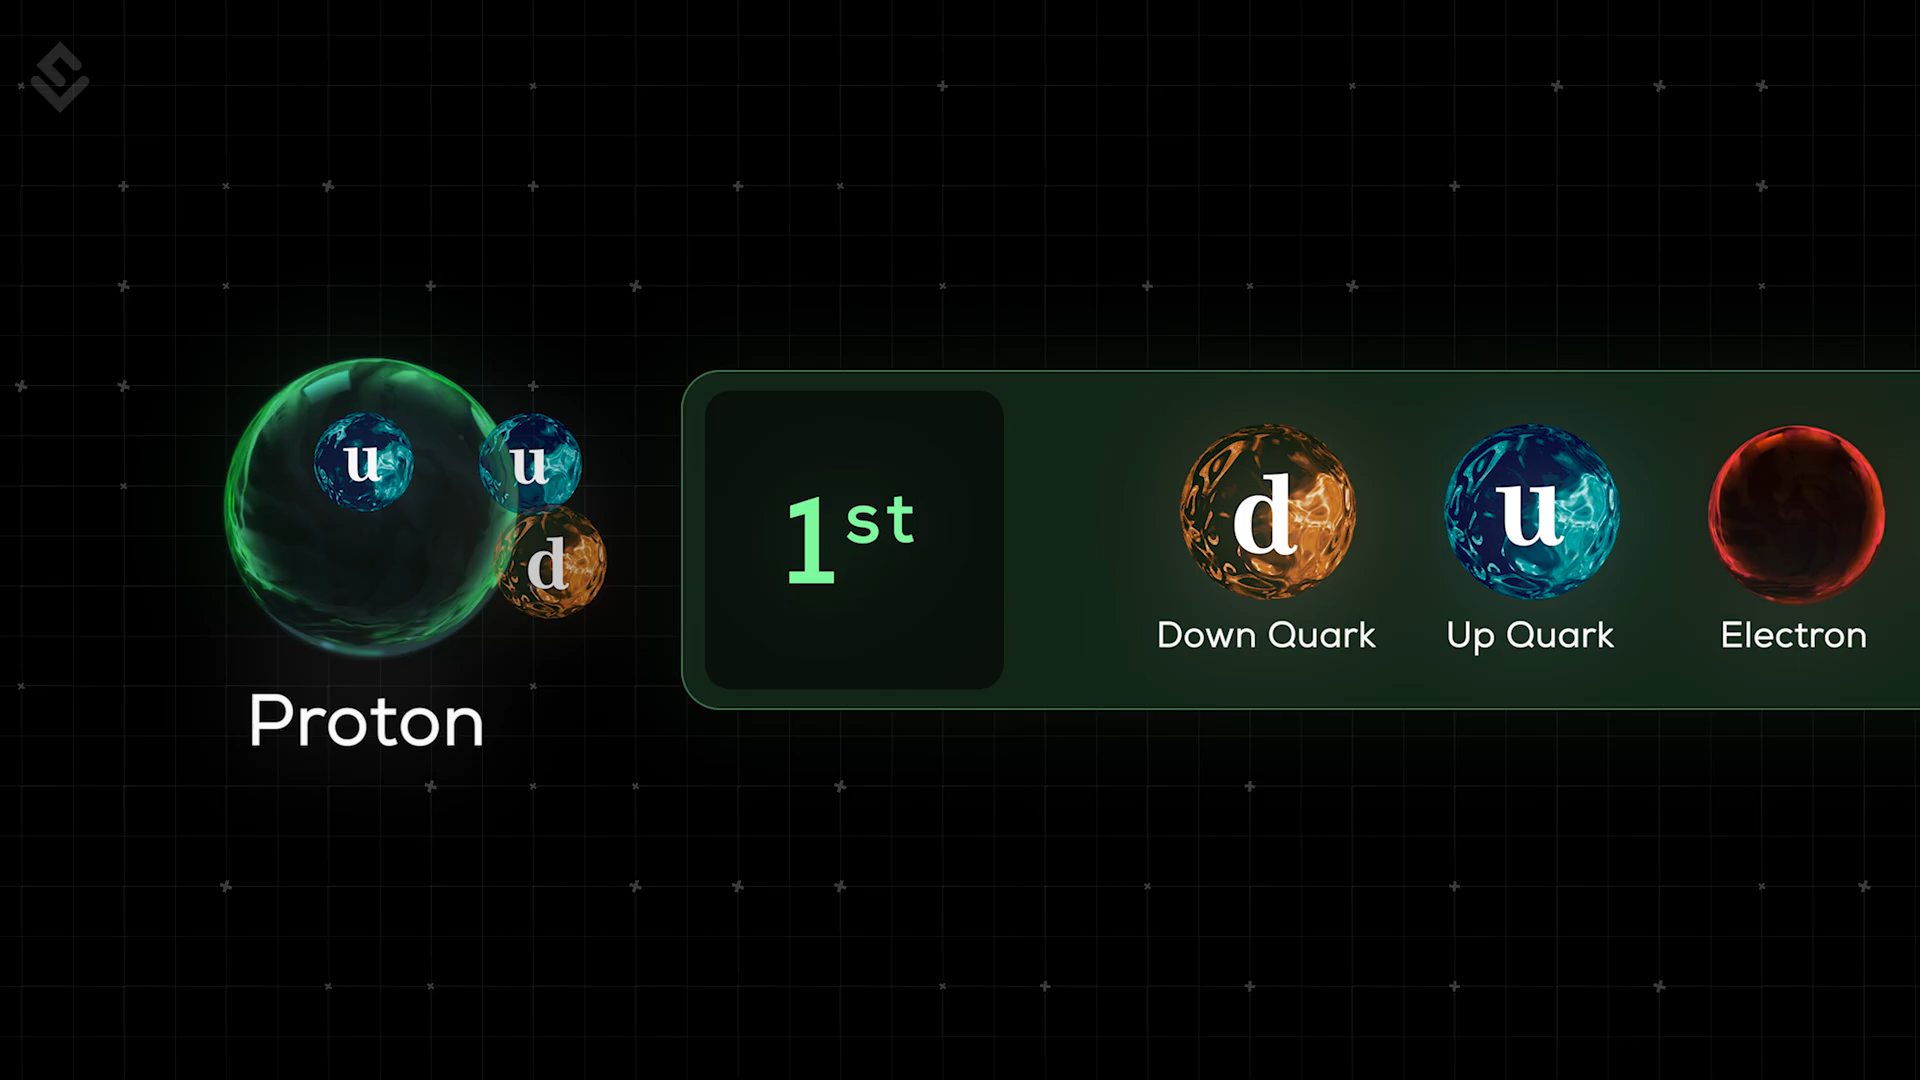 u
u
d
Proton
1st
d
u
Down Quark
Up Quark
Electron